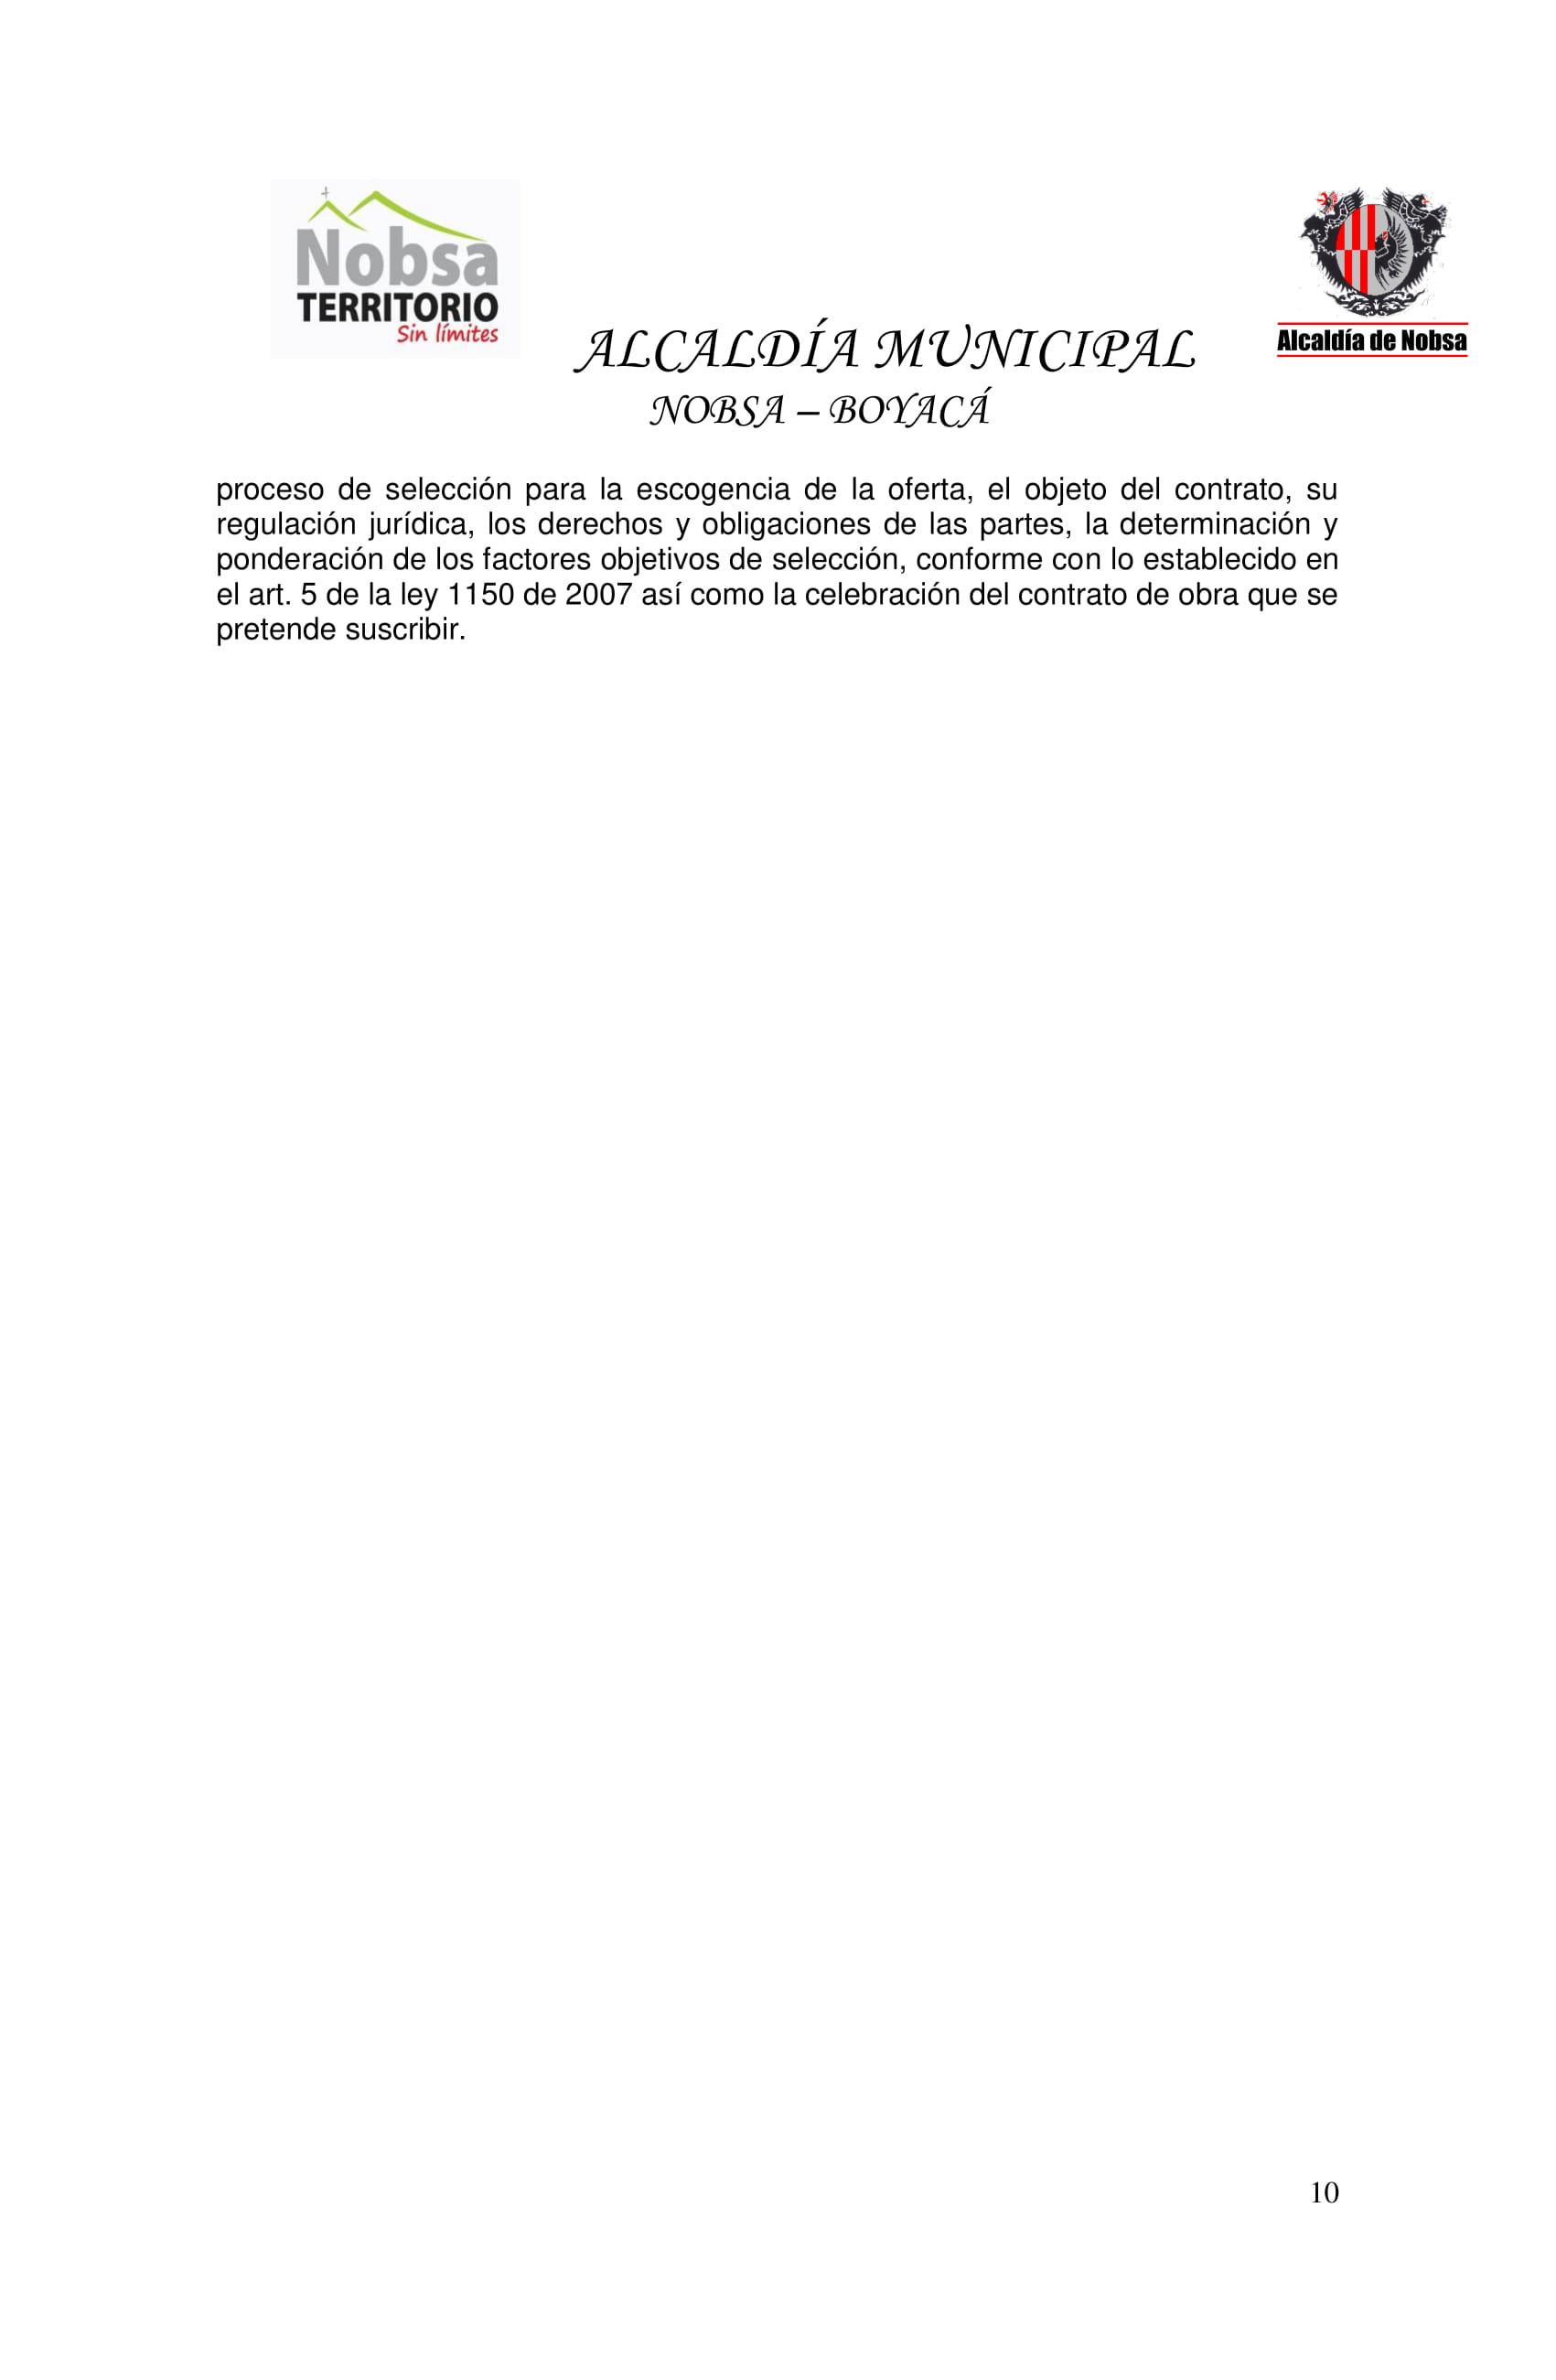 Nobsa
TERRITORIO
Sin límites
Alcaldía de Nobsa
ALCALDÍA MUNICIPAL
NOBSA – BOYACÁ
proceso de selección para la escogencia de la oferta, el objeto del contrato, su
regulación jurídica, los derechos y obligaciones de las partes, la determinación y
ponderación de los factores objetivos de selección, conforme con lo establecido en
el art. 5 de la ley 1150 de 2007 así como la celebración del contrato de obra que se
pretende suscribir.
10